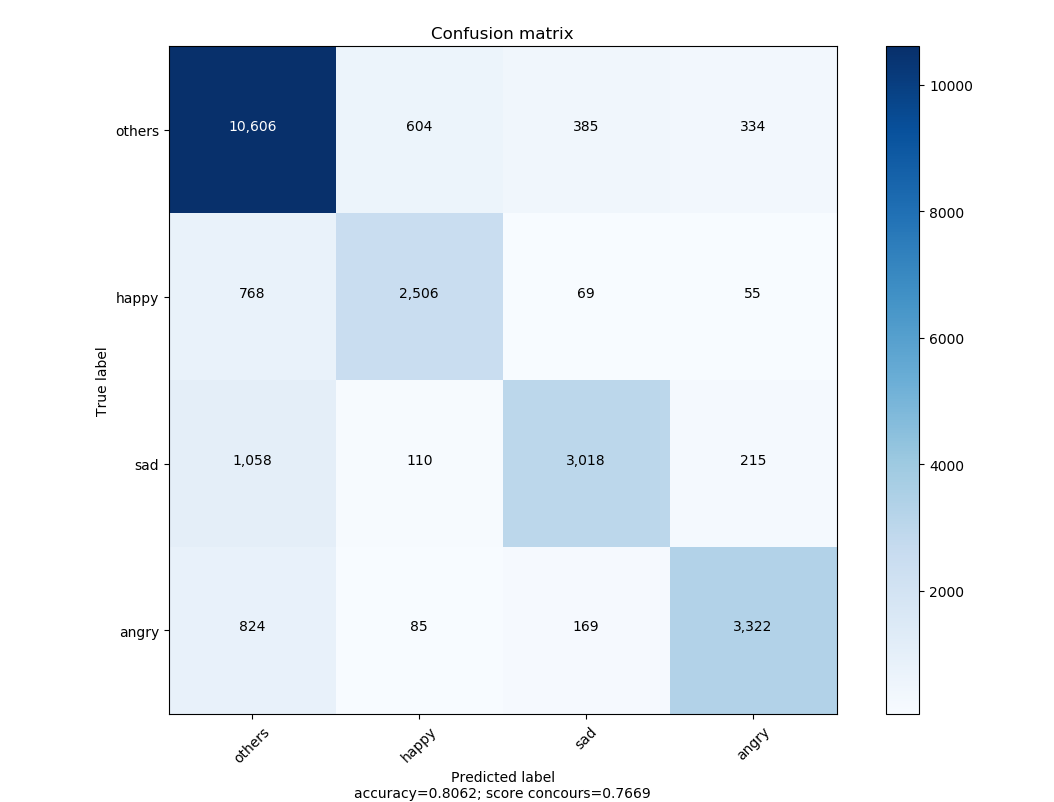 Confusion matrix
others 10,606 604 385 334
happy 768 2,506 69 55
sad 1,058 110 3,018 215
angry 824 85 169 3,322
True label
others happy sad angry
Predicted label
accuracy=0.8062; score concours=0.7669
10000
8000
6000
4000
2000